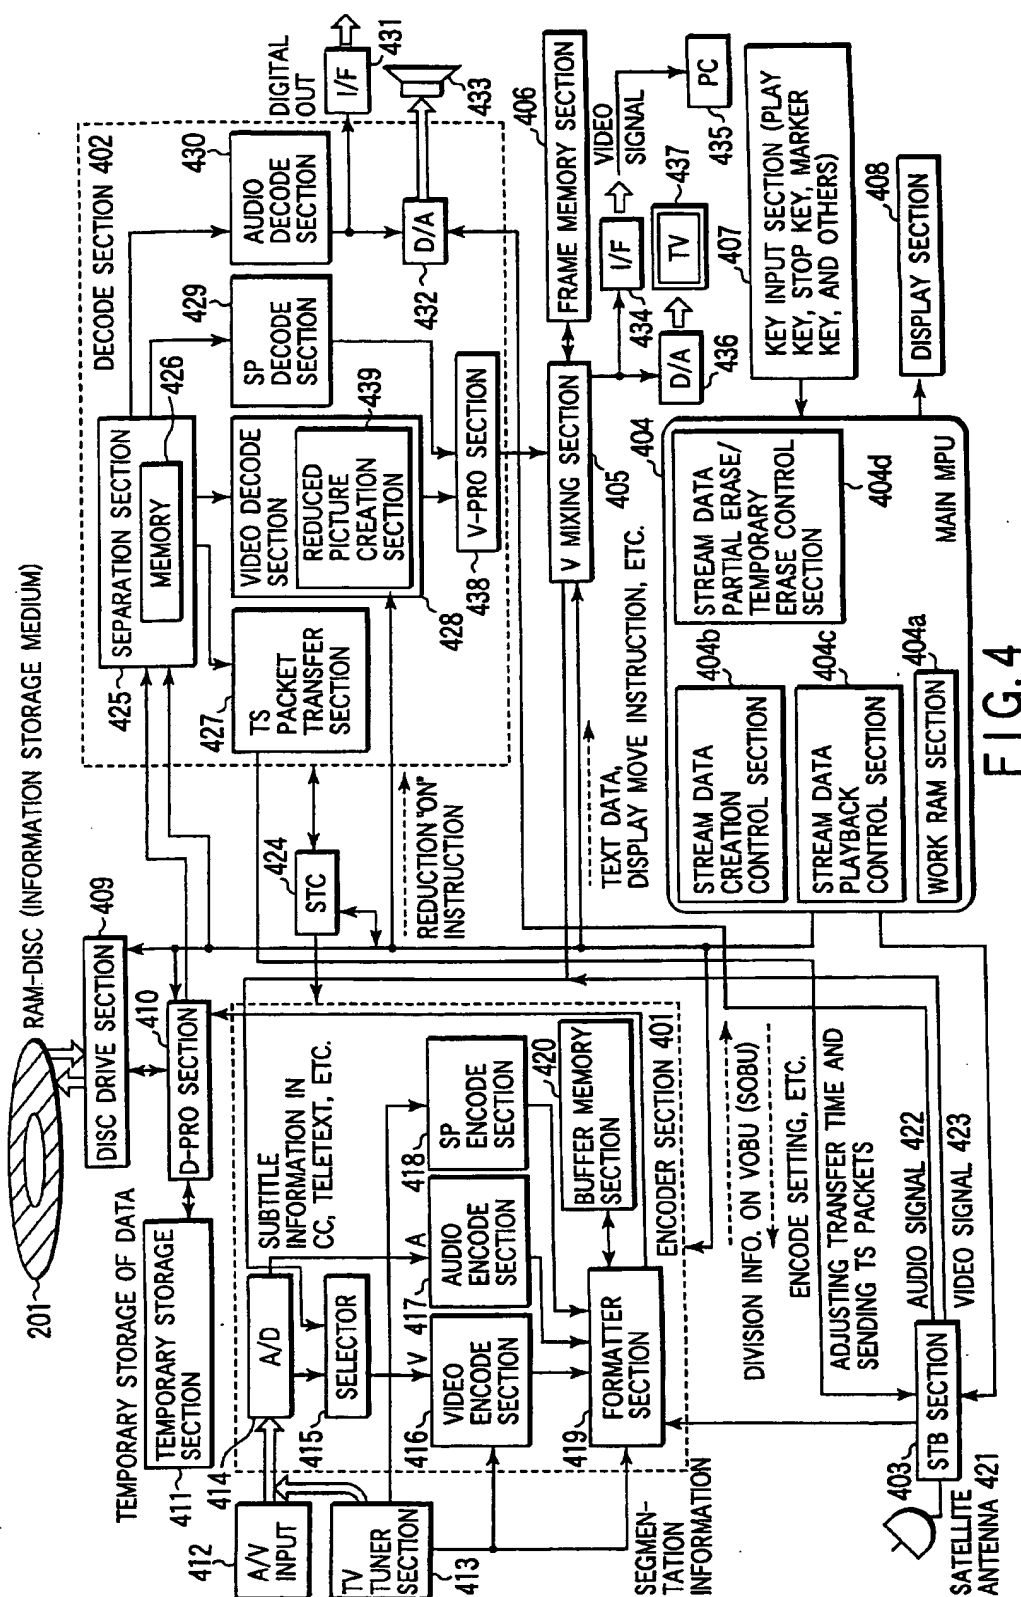 RAM-DISC (INFORMATION STORAGE MEDIUM)
201
TEMPORARY STORAGE OF DATA
DISC DRIVE SECTION
409
D-PRO SECTION
410
TEMPORARY STORAGE
SECTION
411
A/V
INPUT
412
TV
TUNER
SECTION
413
A/D
414
SELECTOR
415
SUBTITLE
INFORMATION IN
CC, TELETEXT, ETC.
V
A
VIDEO
ENCODE
SECTION
416
AUDIO
ENCODE
SECTION
417
SP
ENCODE
SECTION
418
FORMATTER
SECTION
419
BUFFER MEMORY
SECTION
420
ENCODER SECTION 401
SEGMEN-
TATION
INFORMATION
DIVISION INFO. ON VOBU (SOBU)
ENCODE SETTING, ETC.
ADJUSTING TRANSFER TIME AND
SENDING TS PACKETS
AUDIO SIGNAL 422
VIDEO SIGNAL 423
STB SECTION
403
SATELLITE
ANTENNA 421
STC
424
REDUCTION "ON"
INSTRUCTION
DECODE SECTION 402
SEPARATION SECTION
425
MEMORY
426
TS
PACKET
TRANSFER
SECTION
427
VIDEO DECODE
SECTION
428
REDUCED
PICTURE
CREATION
SECTION
439
SP
DECODE
SECTION
429
AUDIO
DECODE
SECTION
430
V-PRO SECTION
438
D/A
432
DIGITAL
OUT
I/F
431
433
TEXT DATA,
DISPLAY MOVE INSTRUCTION, ETC.
V MIXING SECTION
405
FRAME MEMORY SECTION
406
I/F
434
VIDEO
SIGNAL
PC
435
D/A
436
TV
437
KEY INPUT SECTION (PLAY
KEY, STOP KEY, MARKER
KEY, AND OTHERS)
407
DISPLAY SECTION
408
404
STREAM DATA
CREATION
CONTROL SECTION
404b
STREAM DATA
PLAYBACK
CONTROL SECTION
404c
WORK RAM SECTION
404a
STREAM DATA
PARTIAL ERASE/
TEMPORARY
ERASE CONTROL
SECTION
404d
MAIN MPU
FIG. 4